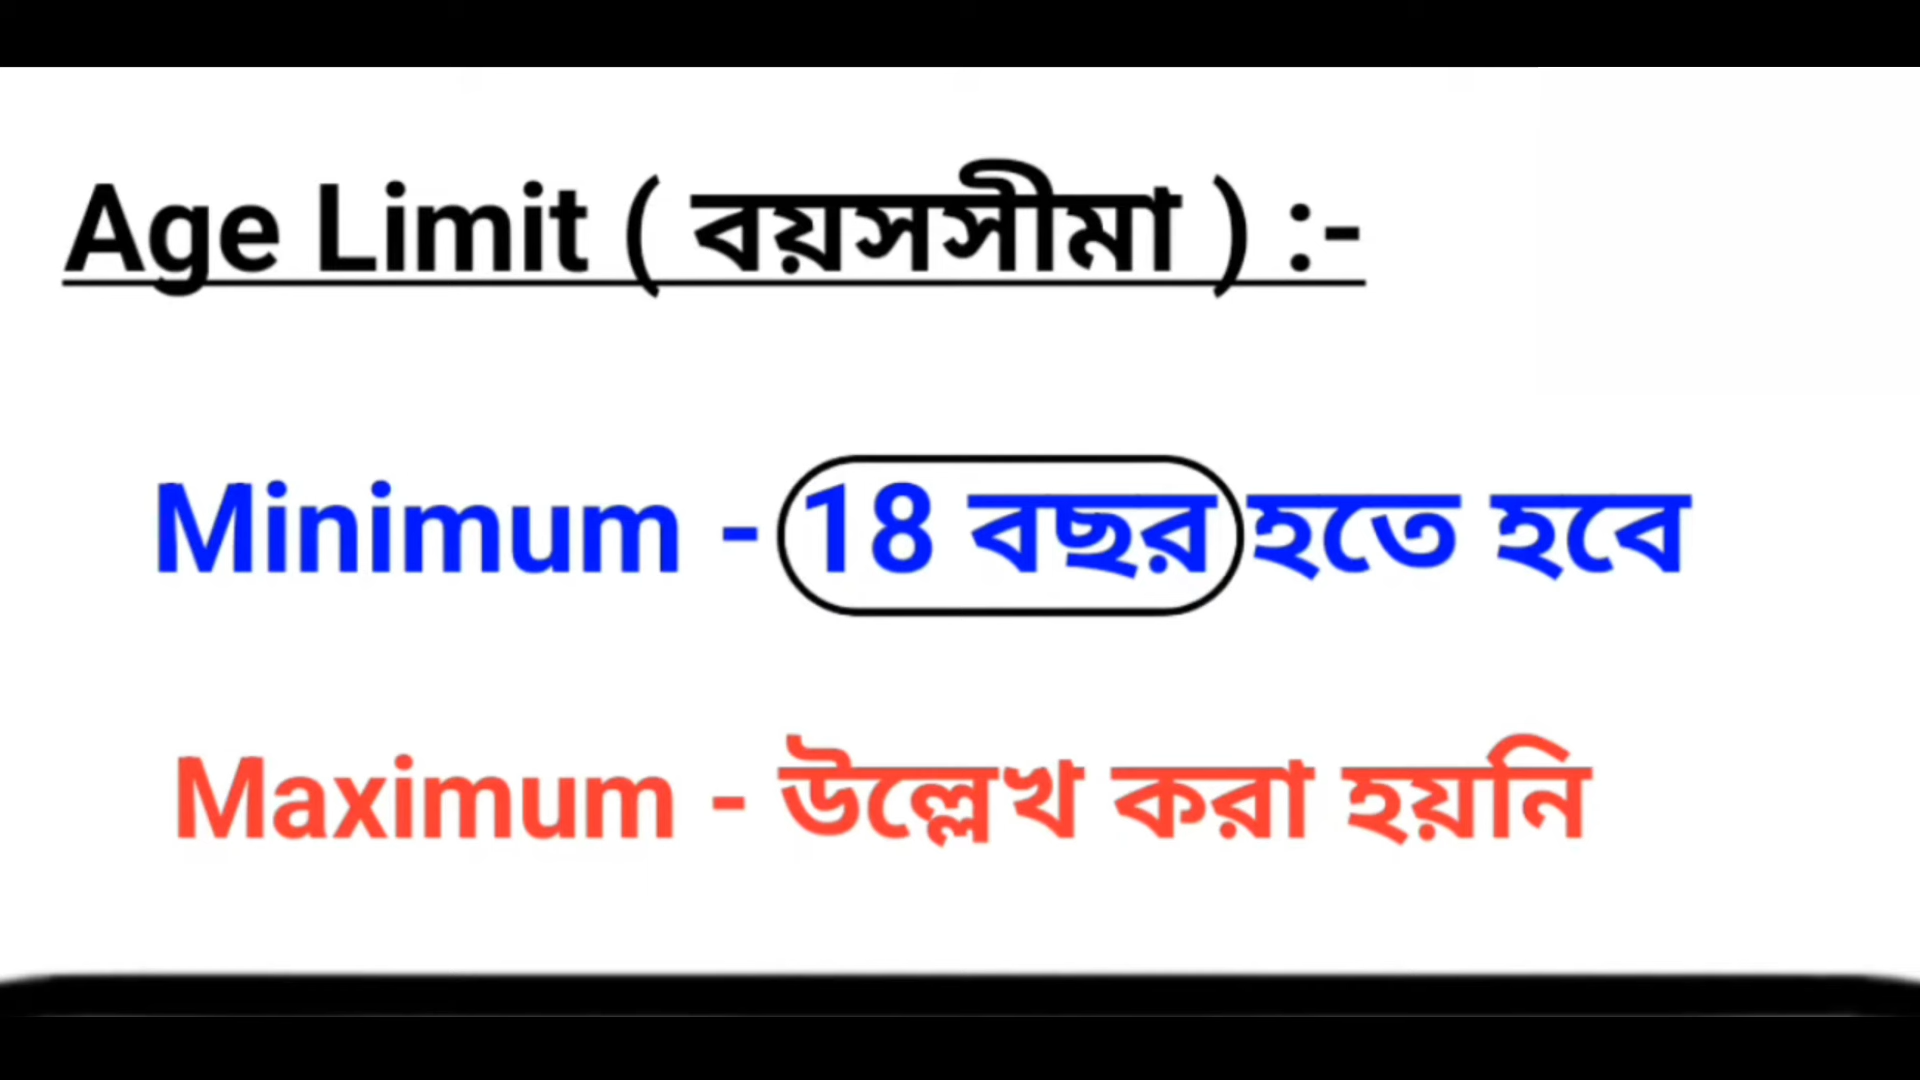 Age Limit ( বয়সসীমা ) :-
Minimum - 18 বছর হতে হবে
Maximum - উল্লেখ করা হয়নি